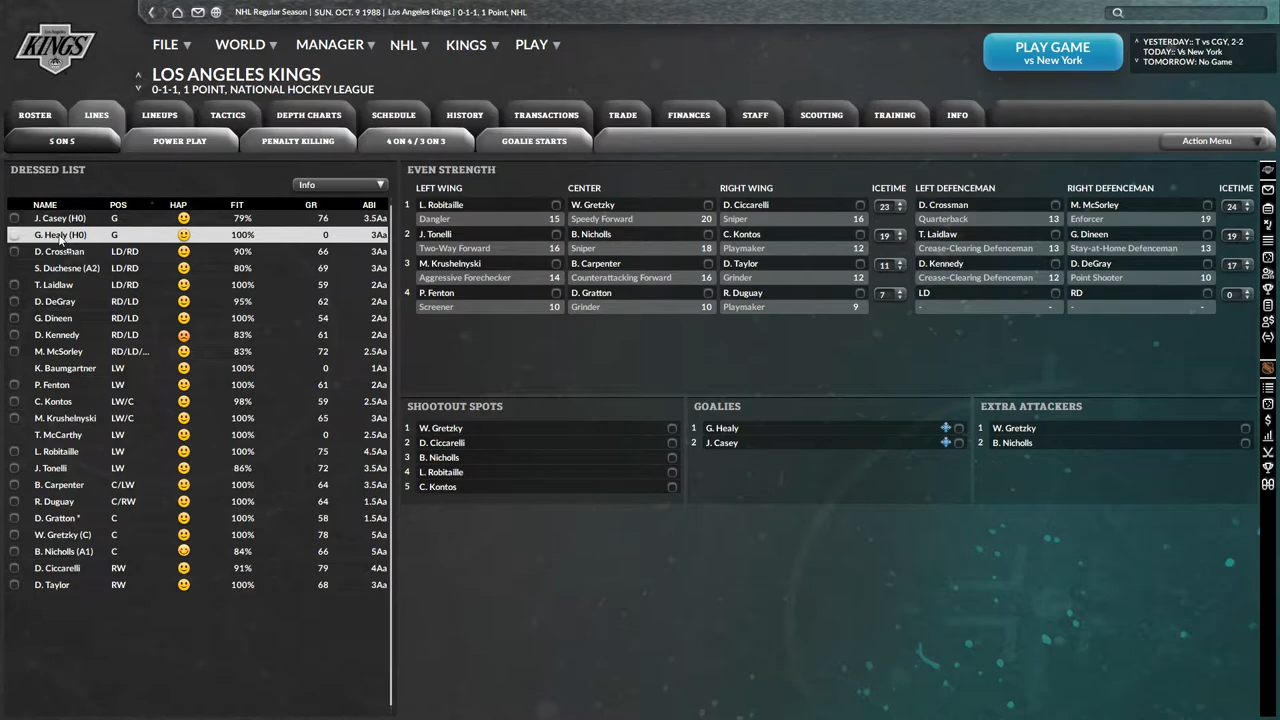 NHL Regular Season | SUN. OCT. 9 1988 | Los Angeles Kings | 0-1-1, 1 Point, NHL
Los Angeles
KINGS
FILE WORLD MANAGER NHL KINGS PLAY
PLAY GAME
vs New York
YESTERDAY:: T vs CGY, 2-2
TODAY:: Vs New York
TOMORROW: No Game
LOS ANGELES KINGS
0-1-1, 1 POINT, NATIONAL HOCKEY LEAGUE
ROSTER LINES LINEUPS TACTICS DEPTH CHARTS SCHEDULE HISTORY TRANSACTIONS TRADE FINANCES STAFF SCOUTING TRAINING INFO
5 ON 5 POWER PLAY PENALTY KILLING 4 ON 4 / 3 ON 3 GOALIE STARTS Action Menu
DRESSED LIST
Info
NAME POS HAP FIT GR ABI
J. Casey (H0) G 79% 76 3.5Aa
G. Healy (H0) G 100% 0 3Aa
D. Crossman LD/RD 90% 66 3Aa
S. Duchesne (A2) LD/RD 80% 69 3Aa
T. Laidlaw LD/RD 100% 59 2Aa
D. DeGray RD/LD 95% 62 2Aa
G. Dineen RD/LD 100% 54 2Aa
D. Kennedy RD/LD 83% 61 2Aa
M. McSorley RD/LD/... 83% 72 2.5Aa
K. Baumgartner LW 100% 0 1Aa
P. Fenton LW 100% 61 2Aa
C. Kontos LW/C 98% 59 2.5Aa
M. Krushelnyski LW/C 100% 65 3Aa
T. McCarthy LW 100% 0 2.5Aa
L. Robitaille LW 100% 75 4.5Aa
J. Tonelli LW 86% 72 3.5Aa
B. Carpenter C/LW 100% 64 3.5Aa
R. Duguay C/RW 100% 64 1.5Aa
D. Gratton * C 100% 58 1.5Aa
W. Gretzky (C) C 100% 78 5Aa
B. Nicholls (A1) C 84% 66 5Aa
D. Ciccarelli RW 91% 79 4Aa
D. Taylor RW 100% 68 3Aa
EVEN STRENGTH
LEFT WING CENTER RIGHT WING ICETIME LEFT DEFENCEMAN RIGHT DEFENCEMAN ICETIME
1 L. Robitaille W. Gretzky D. Ciccarelli 23 D. Crossman M. McSorley 24
Dangler 15 Speedy Forward 20 Sniper 16 Quarterback 13 Enforcer 19
2 J. Tonelli B. Nicholls C. Kontos 19 T. Laidlaw G. Dineen 19
Two-Way Forward 16 Sniper 18 Playmaker 12 Crease-Clearing Defenceman 13 Stay-at-Home Defenceman 13
3 M. Krushelnyski B. Carpenter D. Taylor 11 D. Kennedy D. DeGray 17
Aggressive Forechecker 14 Counterattacking Forward 16 Grinder 12 Crease-Clearing Defenceman 12 Point Shooter 10
4 P. Fenton D. Gratton R. Duguay 7 LD RD 0
Screener 10 Grinder 10 Playmaker 9 - - - -
SHOOTOUT SPOTS
1 W. Gretzky
2 D. Ciccarelli
3 B. Nicholls
4 L. Robitaille
5 C. Kontos
GOALIES
1 G. Healy
2 J. Casey
EXTRA ATTACKERS
1 W. Gretzky
2 B. Nicholls